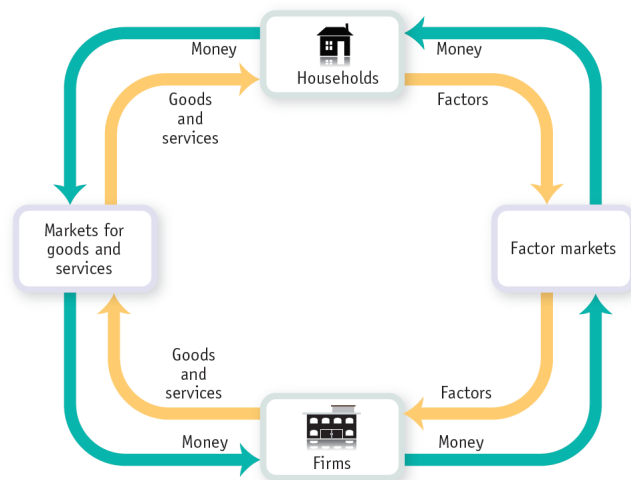 Money
Households
Money
Goods
and
services
Factors
Markets for
goods and
services
Factor markets
Goods
and
services
Factors
Money
Firms
Money